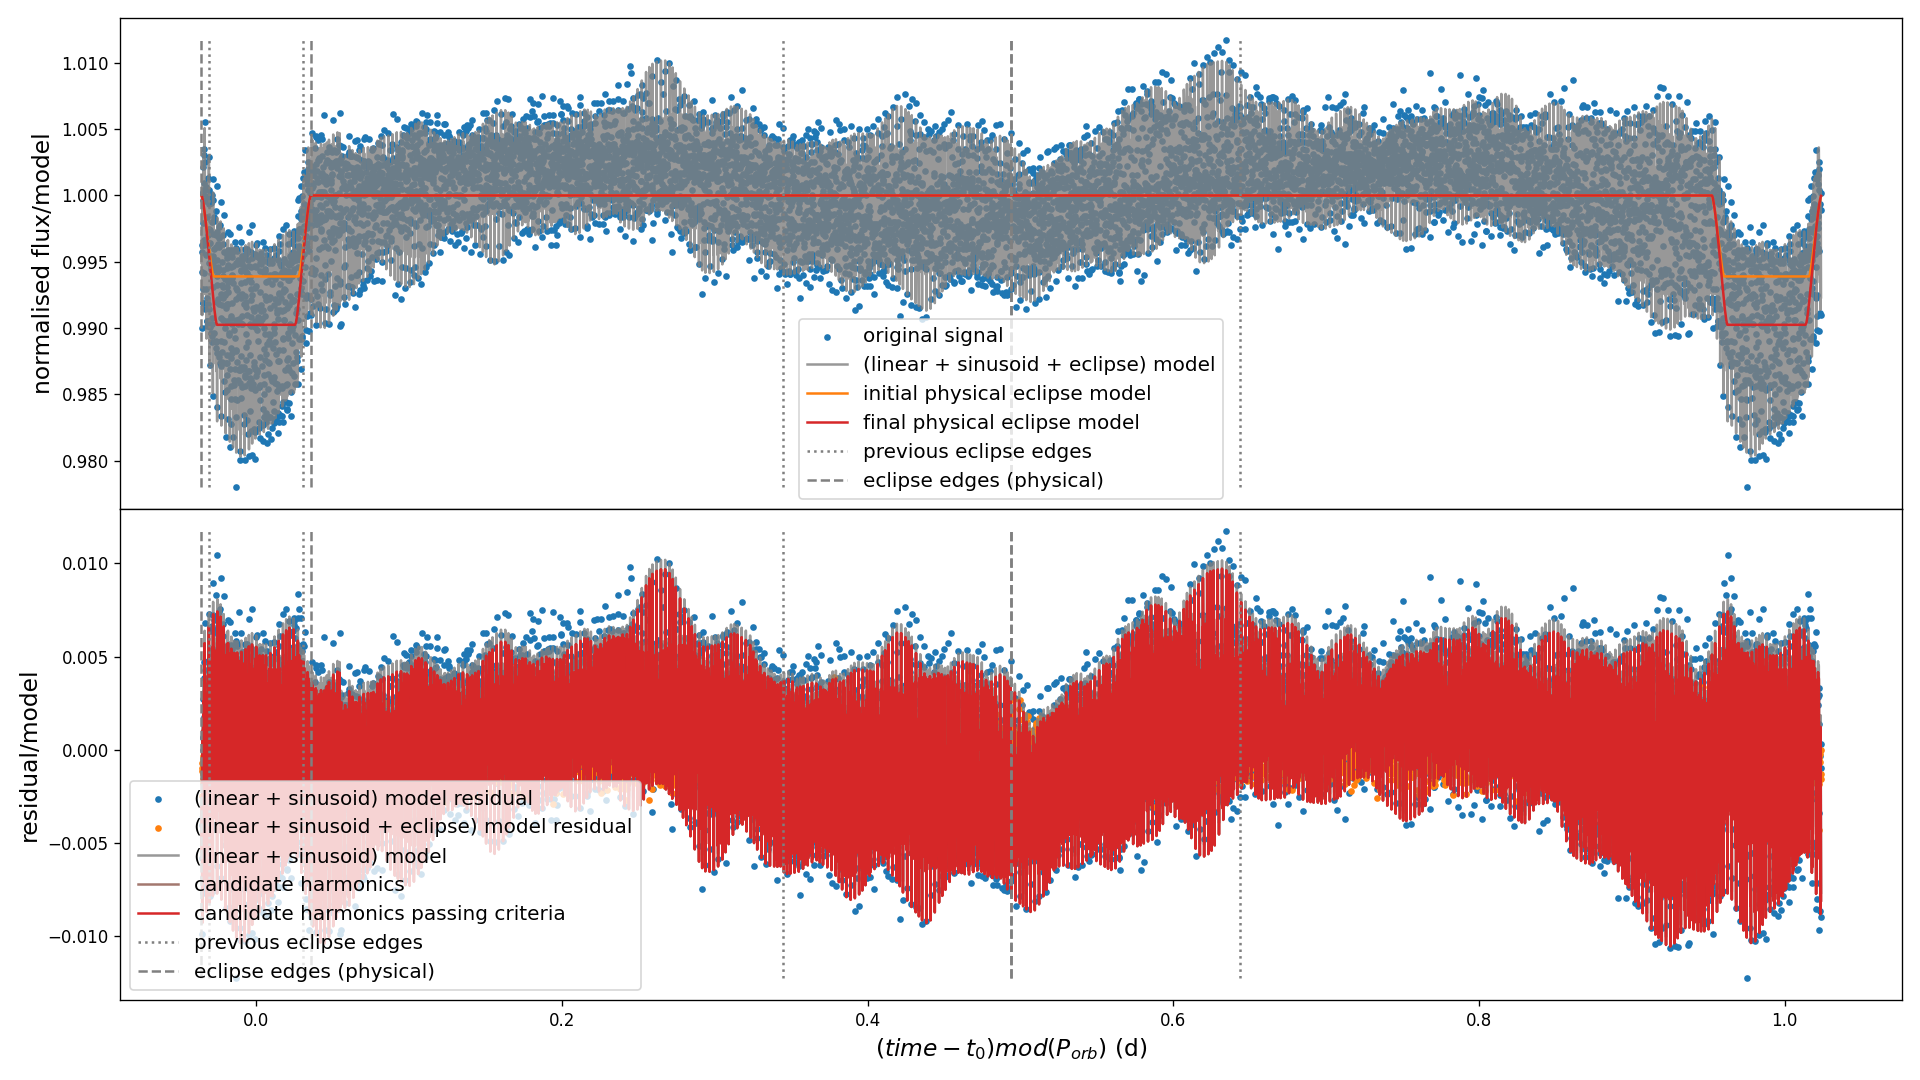 normalised flux/model
1.010
1.005
1.000
0.995
0.990
0.985
0.980
original signal
(linear + sinusoid + eclipse) model
initial physical eclipse model
final physical eclipse model
previous eclipse edges
eclipse edges (physical)
residual/model
0.010
0.005
0.000
−0.005
−0.010
(linear + sinusoid) model residual
(linear + sinusoid + eclipse) model residual
(linear + sinusoid) model
candidate harmonics
candidate harmonics passing criteria
previous eclipse edges
eclipse edges (physical)
0.0 0.2 0.4 0.6 0.8 1.0
(time − t₀)mod(P_orb) (d)